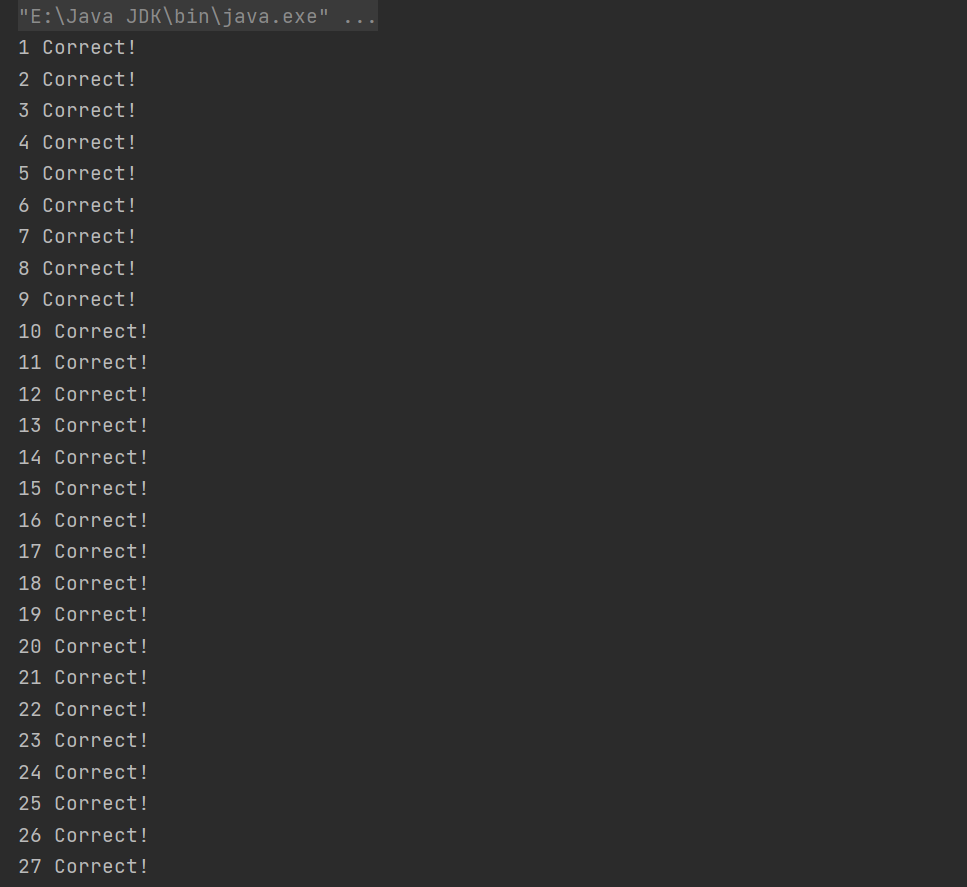 "E:\Java JDK\bin\java.exe" ...
1 Correct!
2 Correct!
3 Correct!
4 Correct!
5 Correct!
6 Correct!
7 Correct!
8 Correct!
9 Correct!
10 Correct!
11 Correct!
12 Correct!
13 Correct!
14 Correct!
15 Correct!
16 Correct!
17 Correct!
18 Correct!
19 Correct!
20 Correct!
21 Correct!
22 Correct!
23 Correct!
24 Correct!
25 Correct!
26 Correct!
27 Correct!